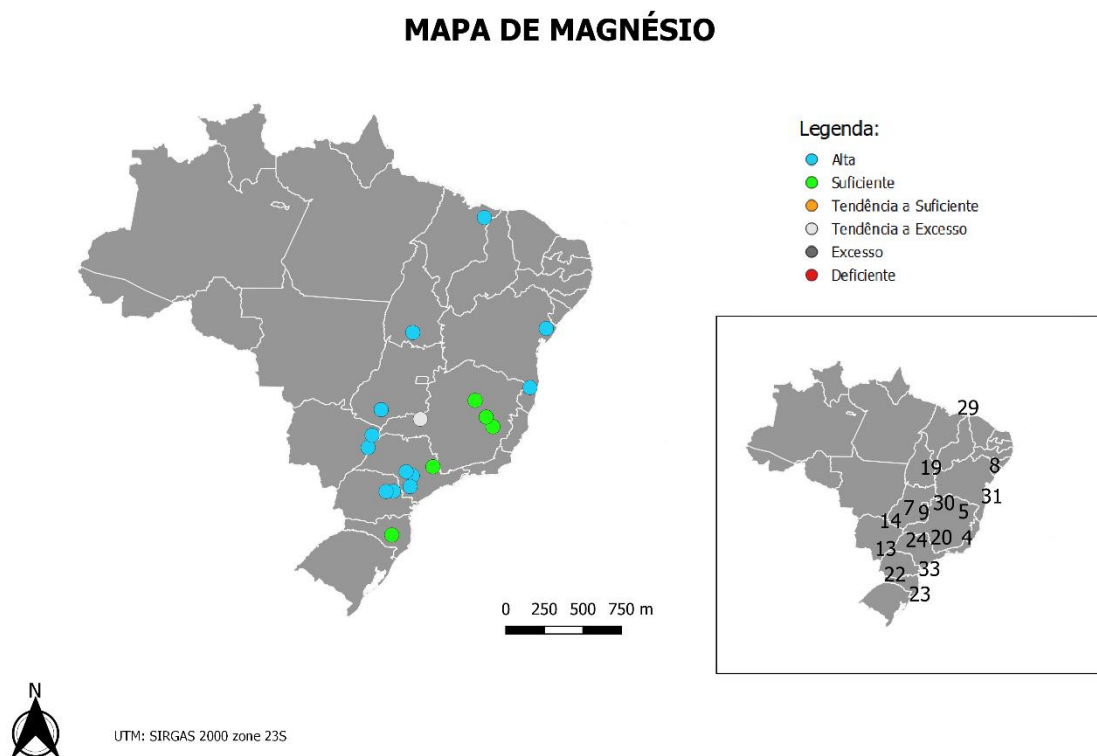 MAPA DE MAGNÉSIO
Legenda:
Alta
Suficiente
Tendência a Suficiente
Tendência a Excesso
Excesso
Deficiente
29
19
8
31
30
7
9
5
14
24
20
4
13
22
33
23
0 250 500 750 m
N
UTM: SIRGAS 2000 zone 23S